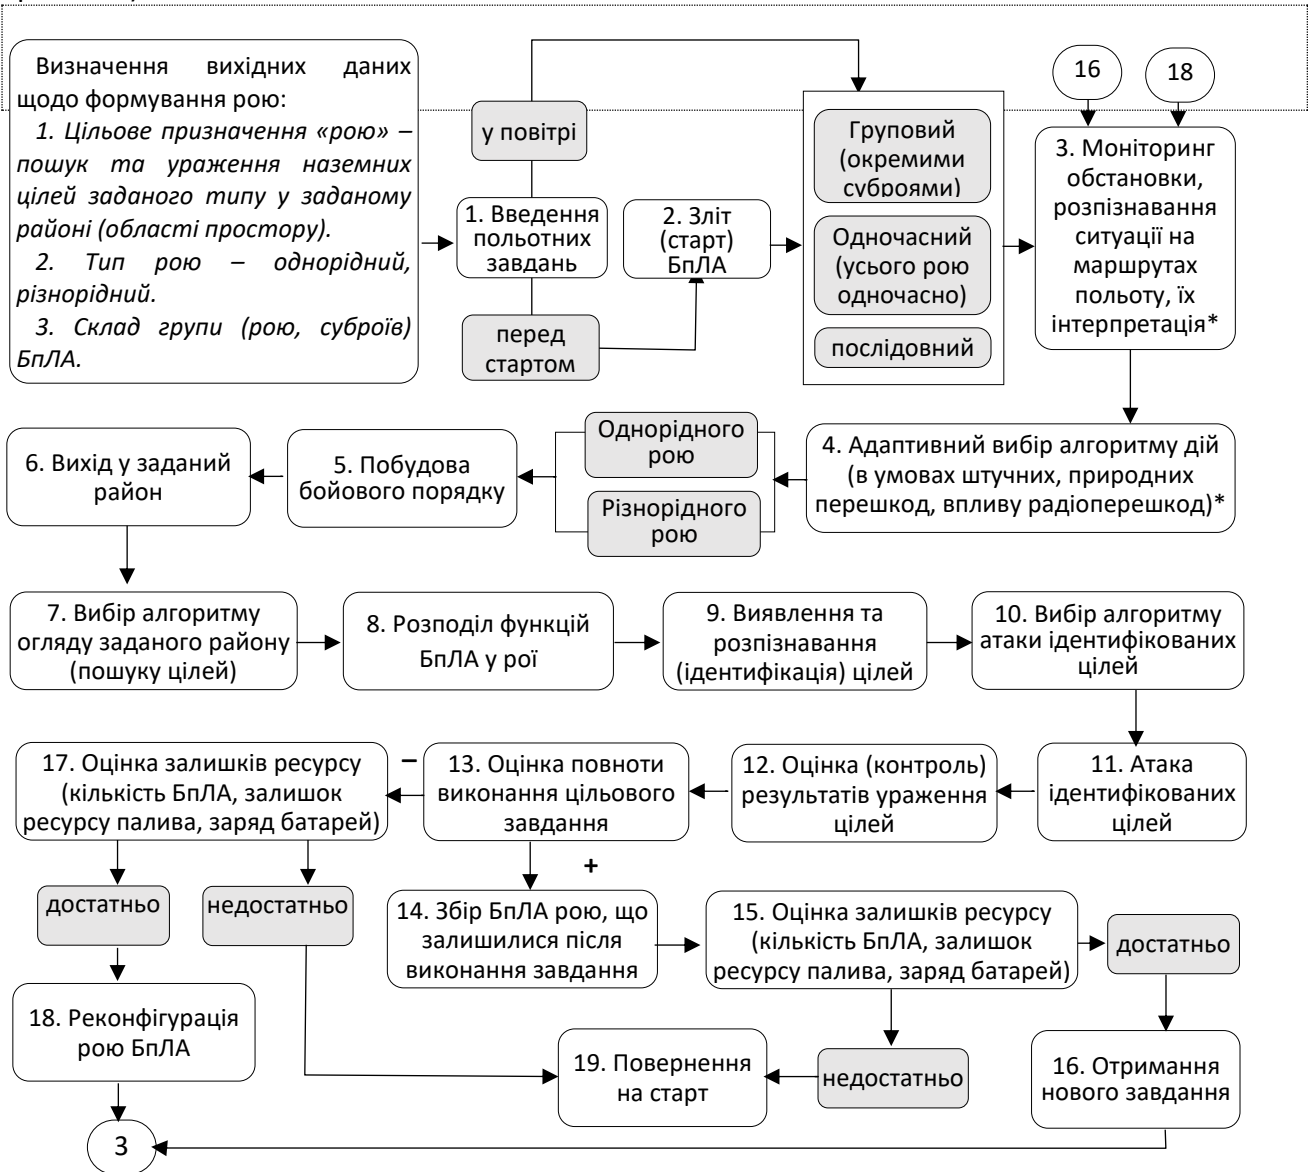 Визначення вихідних даних
щодо формування рою:
1. Цільове призначення «рою» –
пошук та ураження наземних
цілей заданого типу у заданому
районі (області простору).
2. Тип рою – однорідний,
різнорідний.
3. Склад групи (рою, суброїв)
БпЛА.
у повітрі
1. Введення
польотних
завдань
перед
стартом
2. Зліт
(старт)
БпЛА
Груповий
(окремими
суброями)
Одночасний
(усього рою
одночасно)
послідовний
16
18
3. Моніторинг
обстановки,
розпізнавання
ситуації на
маршрутах
польоту, їх
інтерпретація*
4. Адаптивний вибір алгоритму дій
(в умовах штучних, природних
перешкод, впливу радіоперешкод)*
Однорідного
рою
Різнорідного
рою
5. Побудова
бойового порядку
6. Вихід у заданий
район
7. Вибір алгоритму
огляду заданого району
(пошуку цілей)
8. Розподіл функцій
БпЛА у рої
9. Виявлення та
розпізнавання
(ідентифікація) цілей
10. Вибір алгоритму
атаки ідентифікованих
цілей
11. Атака
ідентифікованих
цілей
12. Оцінка (контроль)
результатів ураження
цілей
13. Оцінка повноти
виконання цільового
завдання
–
17. Оцінка залишків ресурсу
(кількість БпЛА, залишок
ресурсу палива, заряд батарей)
+
достатньо
недостатньо
14. Збір БпЛА рою, що
залишилися після
виконання завдання
15. Оцінка залишків ресурсу
(кількість БпЛА, залишок
ресурсу палива, заряд батарей)
достатньо
18. Реконфігурація
рою БпЛА
19. Повернення
на старт
недостатньо
16. Отримання
нового завдання
3